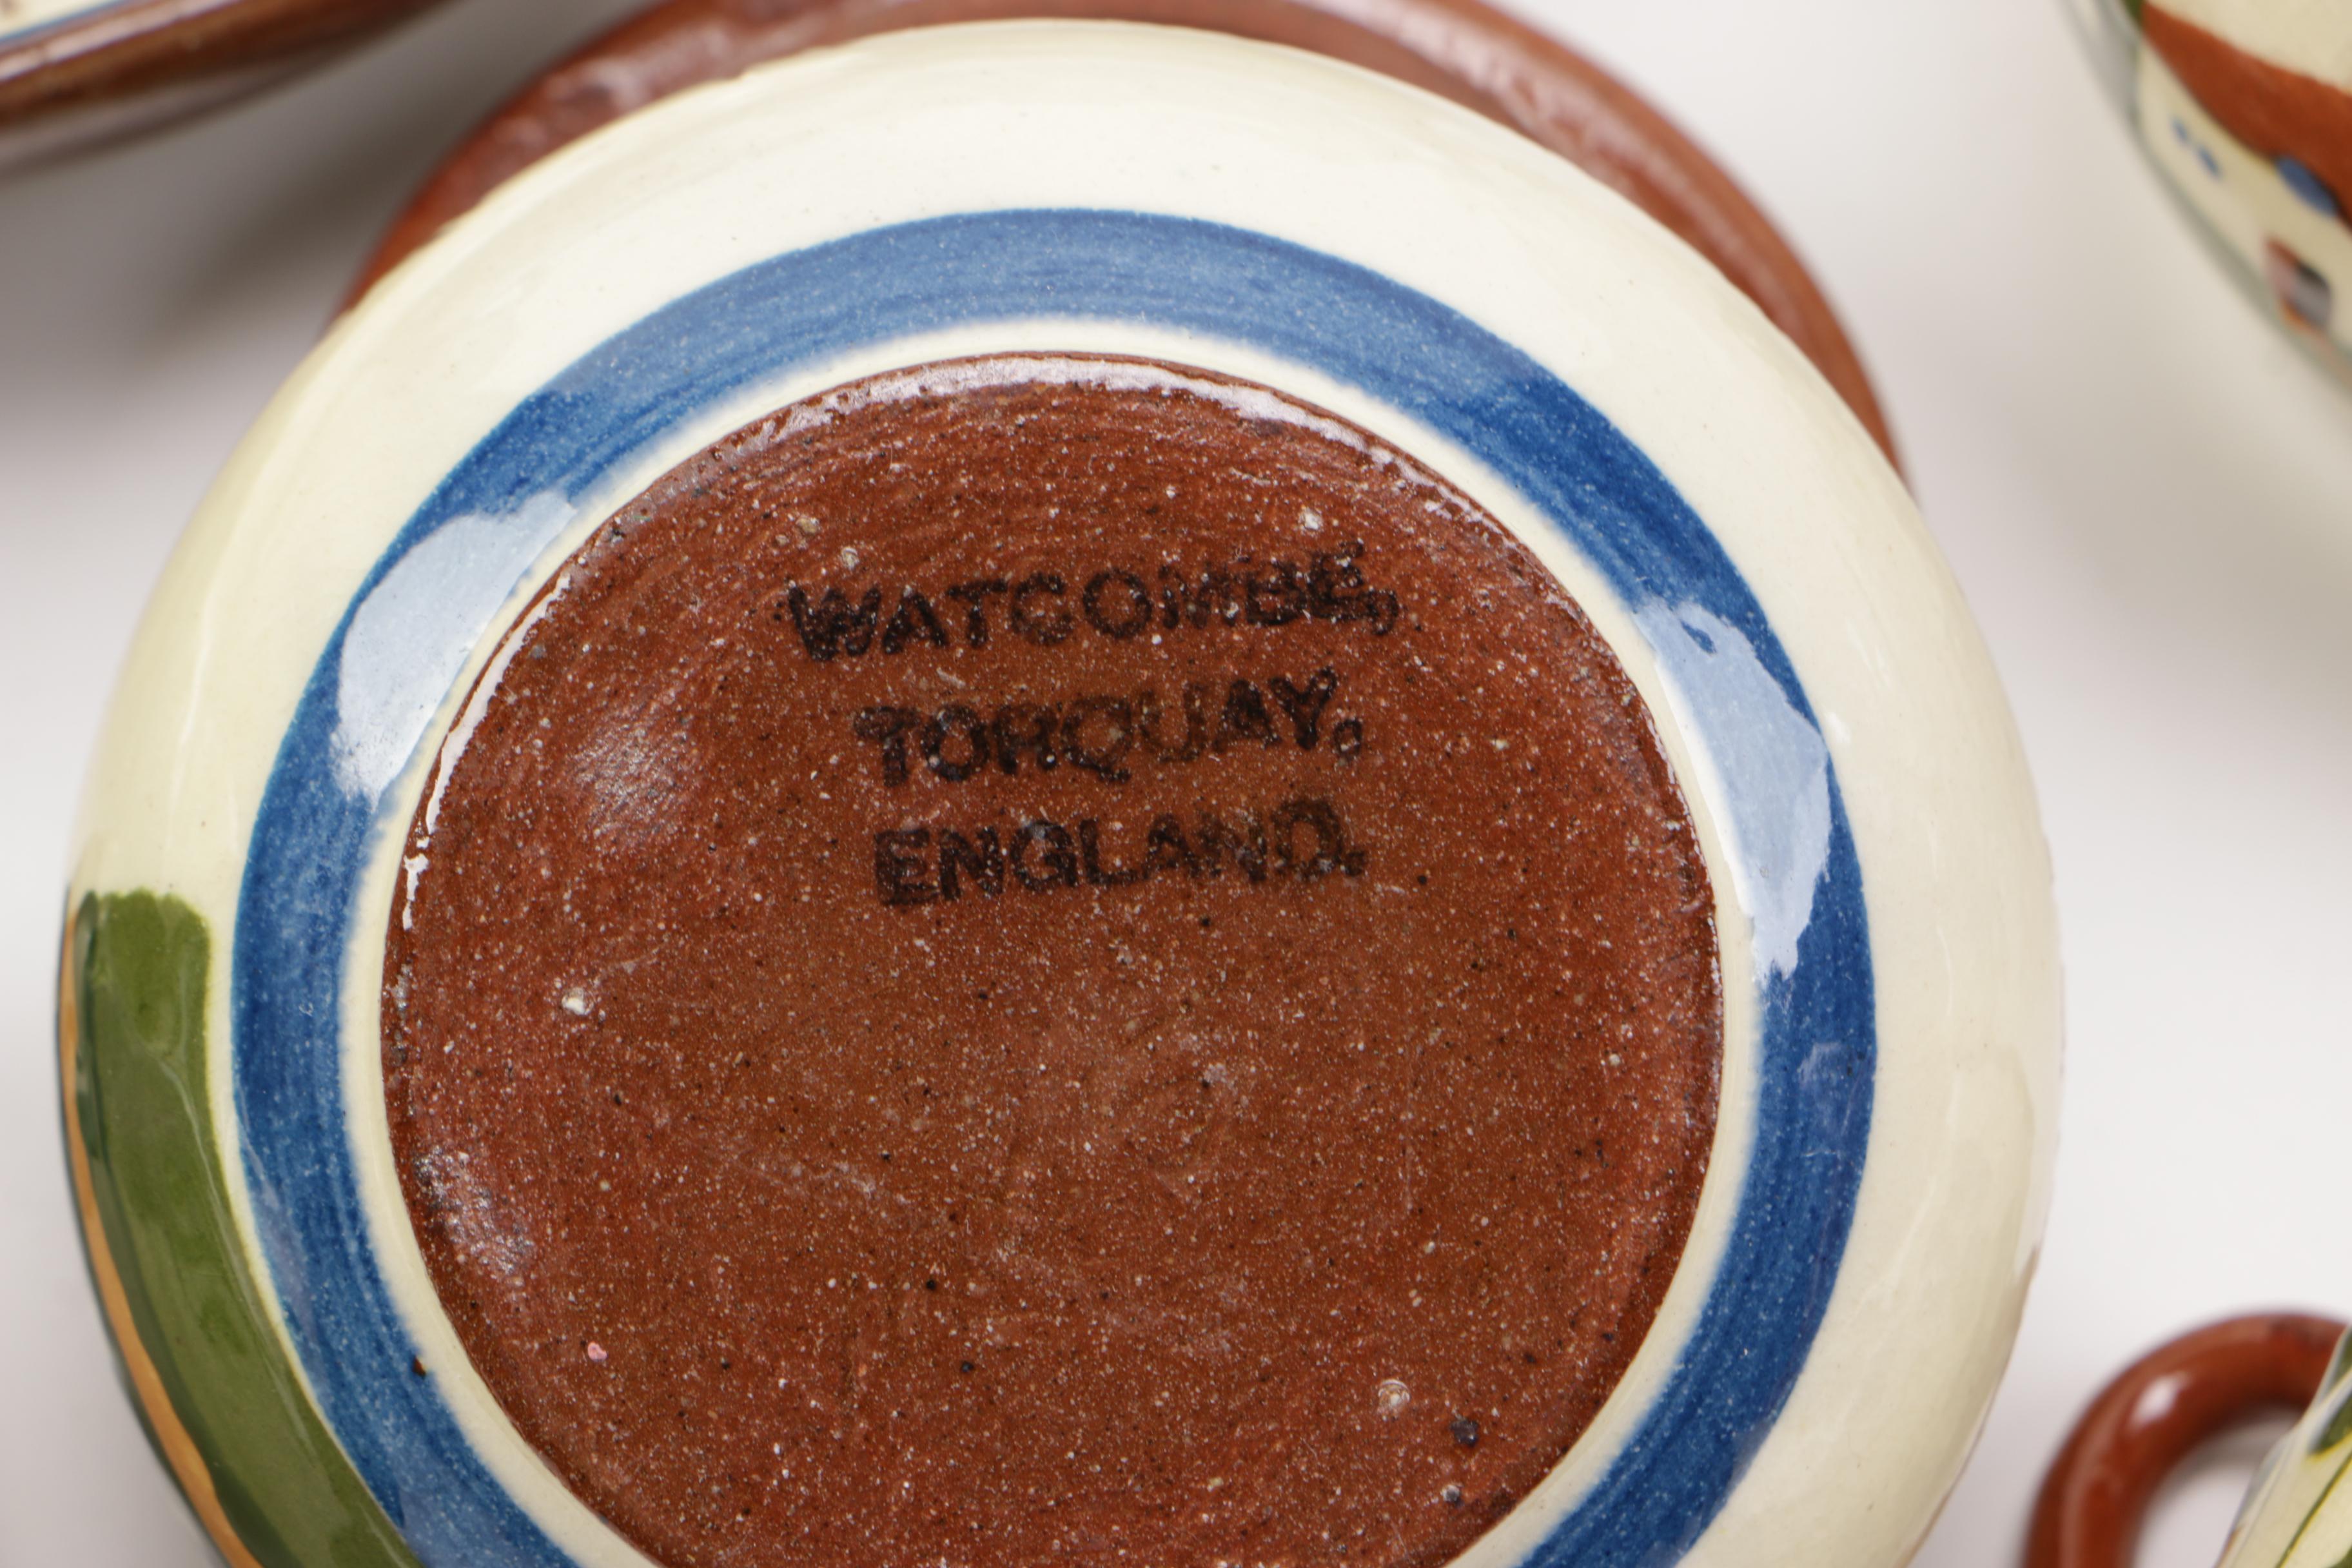 WATCOMBE,
TORQUAY.
ENGLAND.